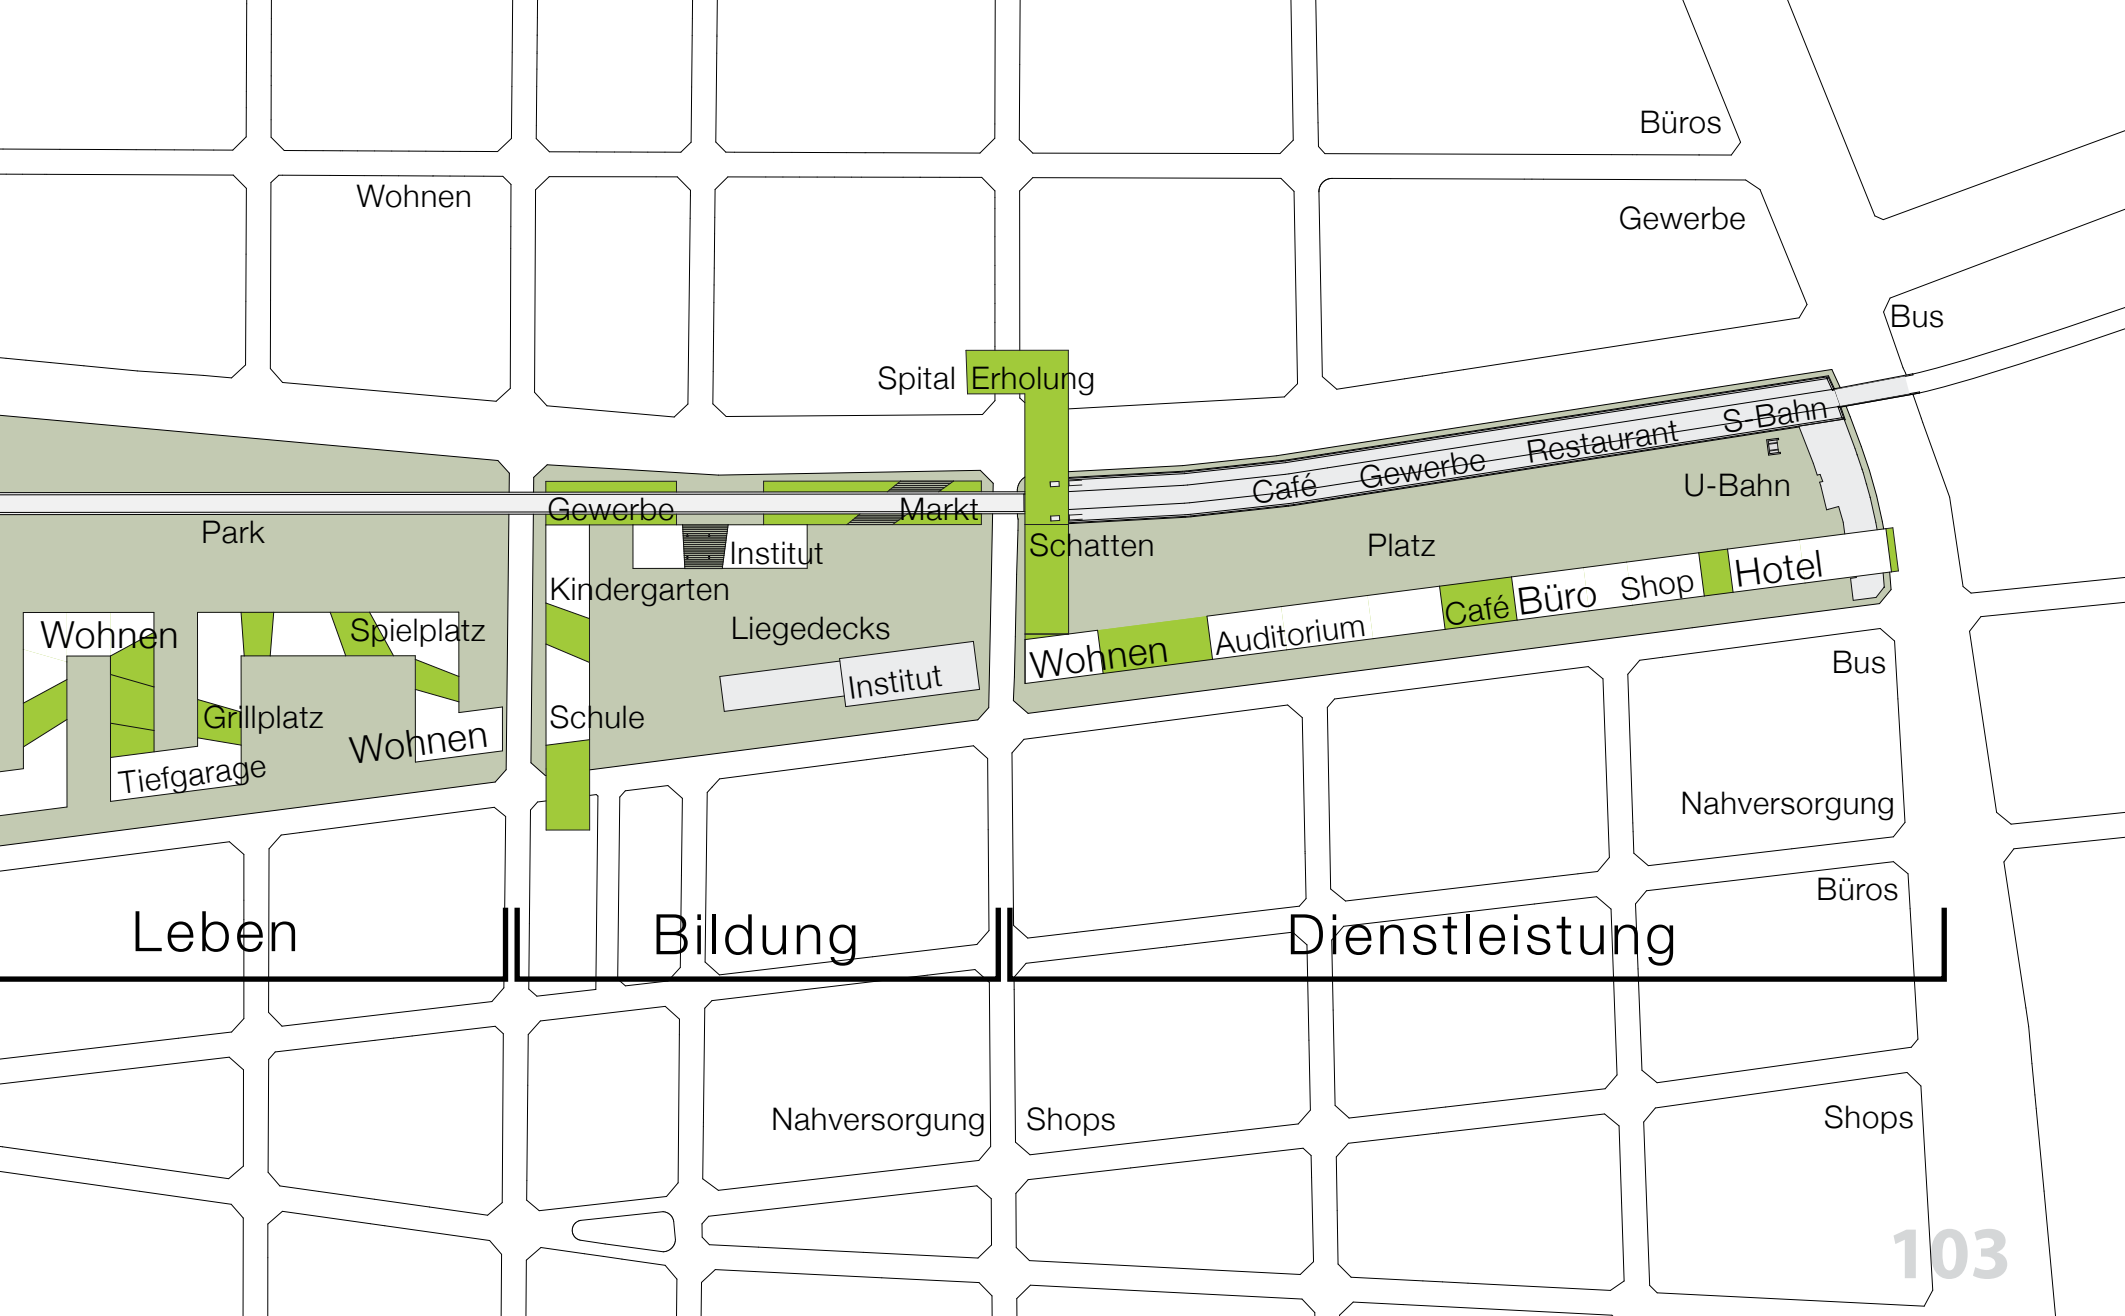 Büros
Wohnen
Gewerbe
Bus
Spital Erholung
S-Bahn
Restaurant
Gewerbe
Café
U-Bahn
Gewerbe
Markt
Park
Institut
Schatten
Platz
Kindergarten
Hotel
Shop
Büro
Café
Auditorium
Wohnen
Wohnen
Spielplatz
Liegedecks
Institut
Bus
Grillplatz
Schule
Wohnen
Tiefgarage
Nahversorgung
Büros
Leben
Bildung
Dienstleistung
Nahversorgung
Shops
Shops
103